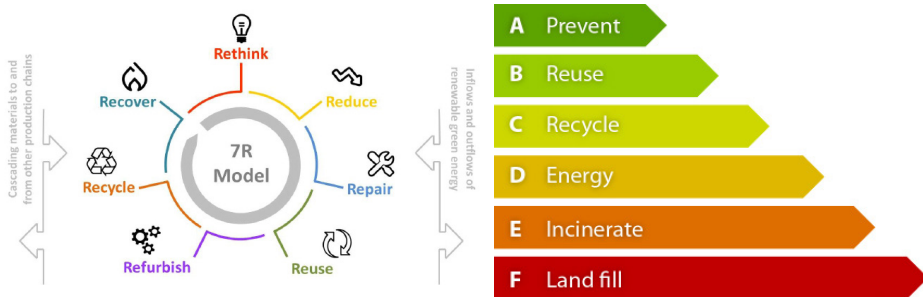 Cascading materials to and
from other production chains
Rethink
Reduce
Repair
Reuse
Refurbish
Recycle
Recover
7R
Model
Inflows and outflows of
renewable green energy
A Prevent
B Reuse
C Recycle
D Energy
E Incinerate
F Land fill